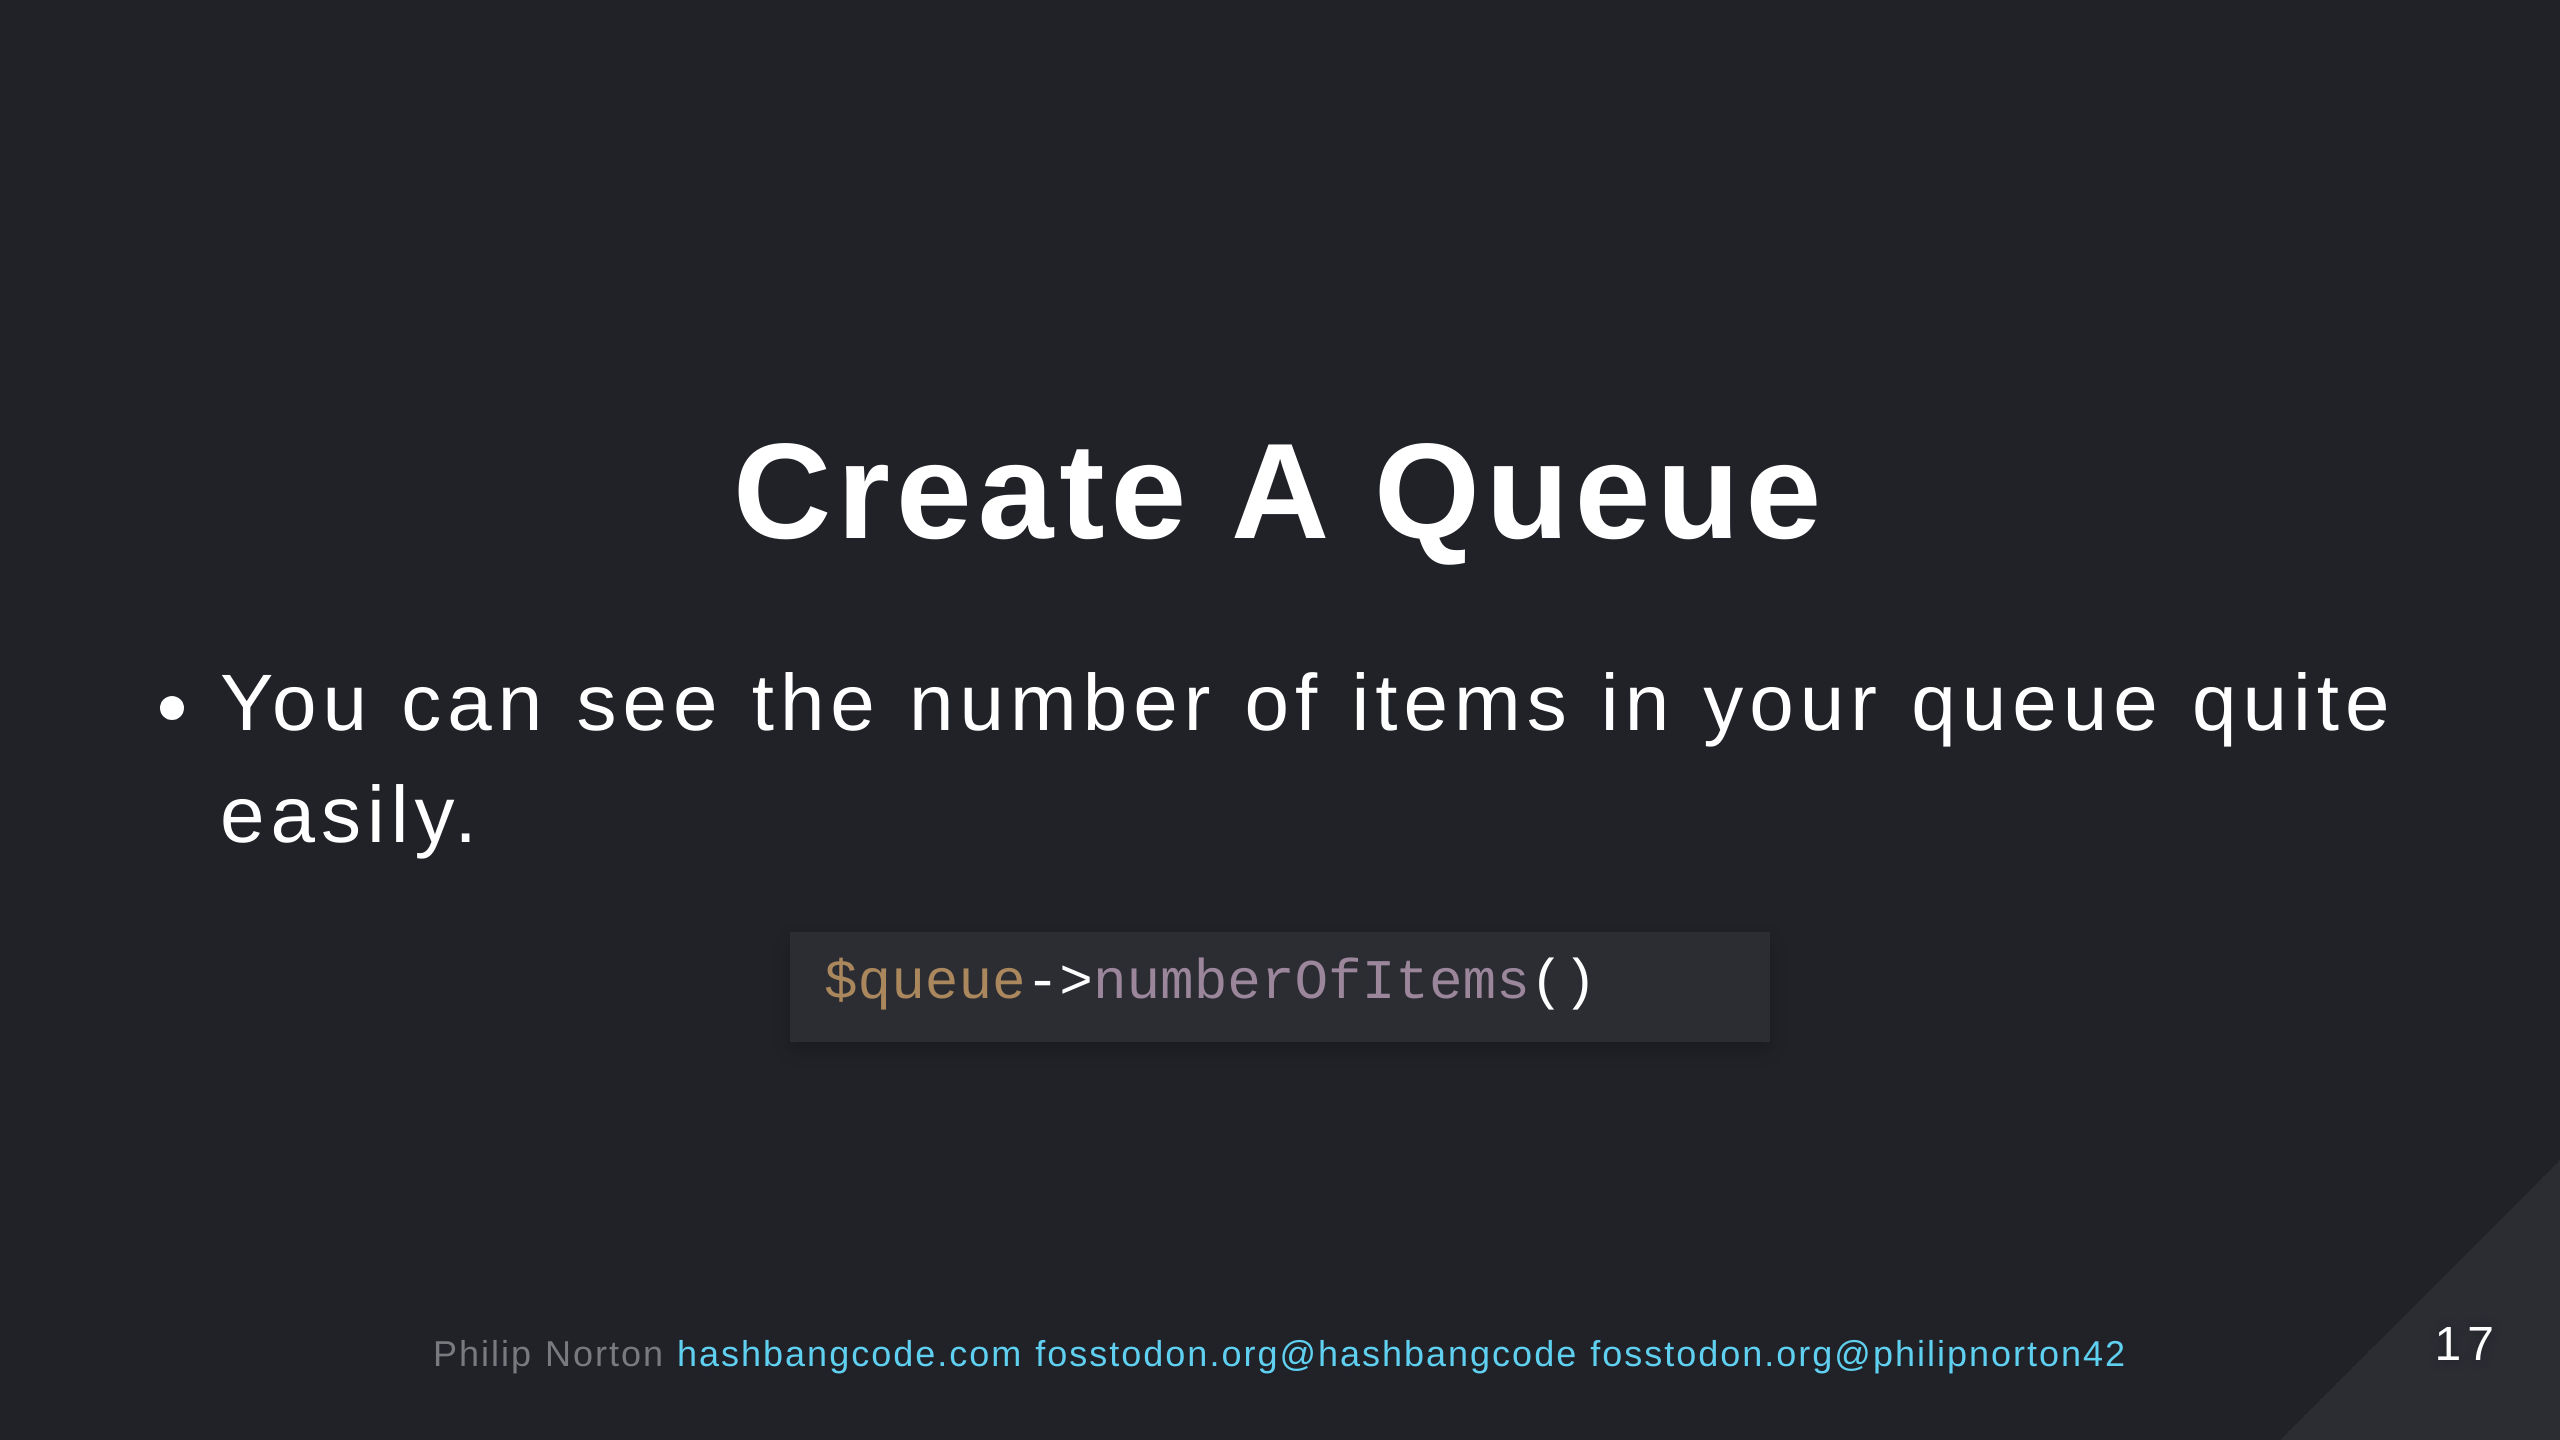 Create A Queue
• You can see the number of items in your queue quite
easily.
$queue->numberOfItems()
Philip Norton hashbangcode.com fosstodon.org@hashbangcode fosstodon.org@philipnorton42
17